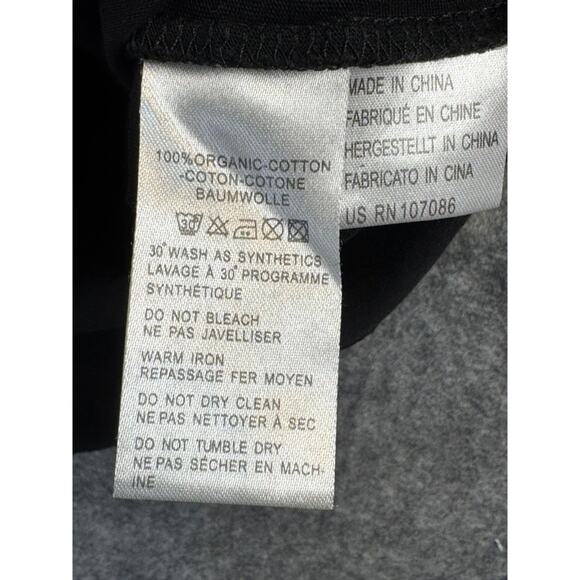 100%ORGANIC-COTTON
-COTON-COTONE
BAUMWOLLE
30
30°WASH AS SYNTHETICS
LAVAGE À 30° PROGRAMME
SYNTHÉTIQUE
DO NOT BLEACH
NE PAS JAVELLISER
WARM IRON
REPASSAGE FER MOYEN
DO NOT DRY CLEAN
NE PAS NETTOYER À SEC
DO NOT TUMBLE DRY
NE PAS SÉCHER EN MACH-
INE
MADE IN CHINA
FABRIQUÉ EN CHINE
HERGESTELLT IN CHINA
FABRICATO IN CINA
US RN 107086